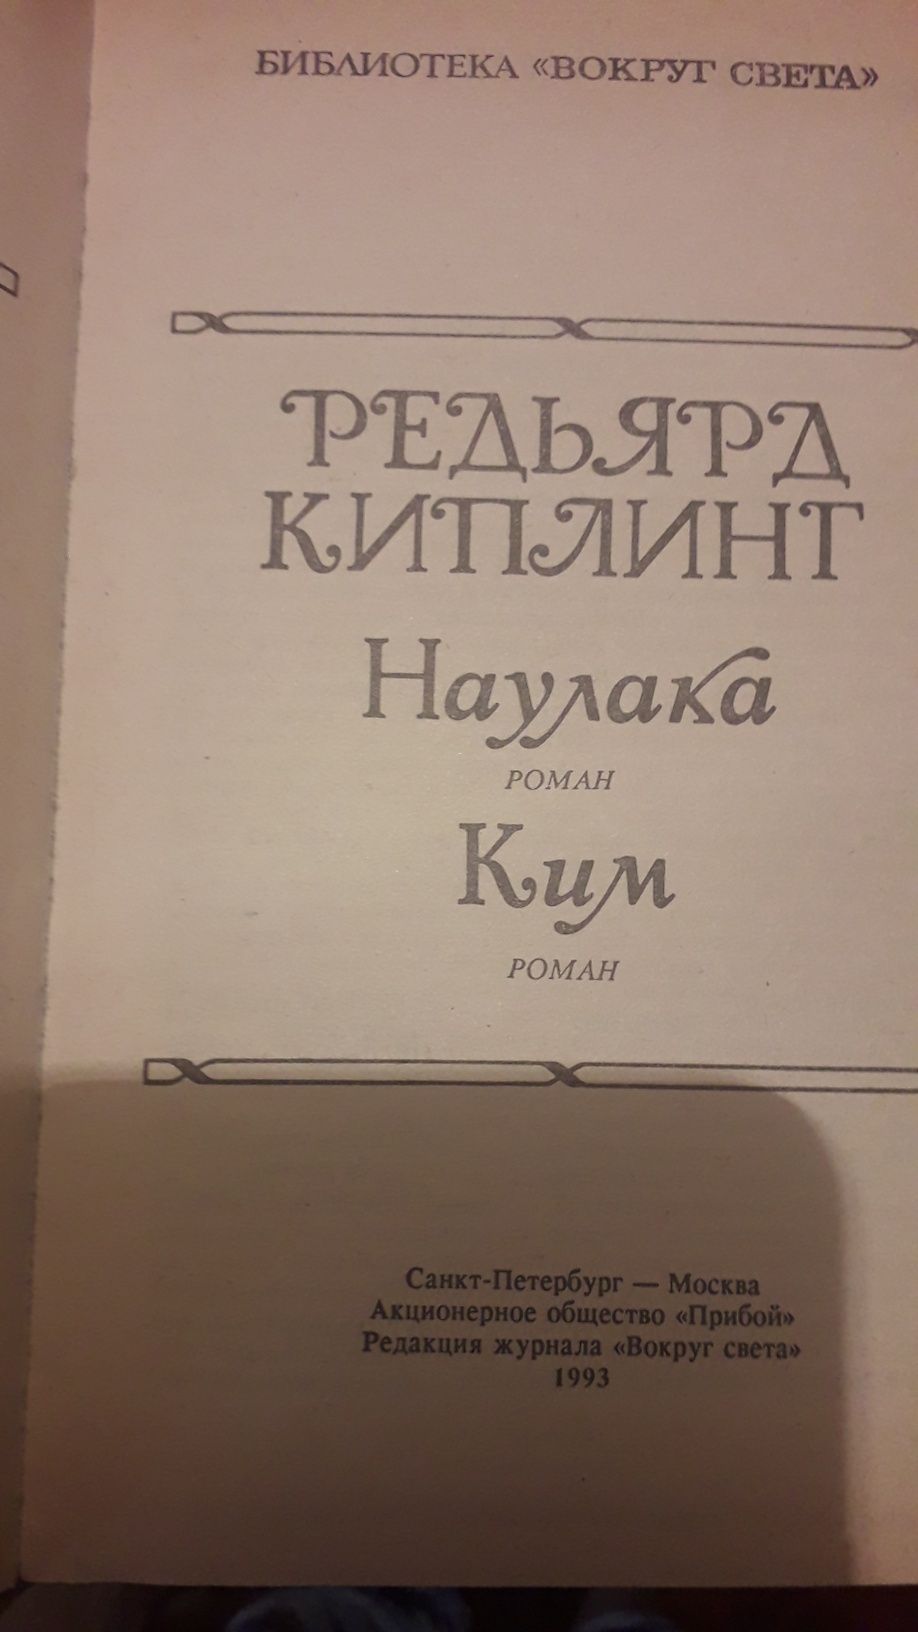 БИБЛИОТЕКА «ВОКРУГ СВЕТА»
РЕДЬЯРД
КИПЛИНГ
Наулака
РОМАН
Ким
РОМАН
Санкт-Петербург — Москва
Акционерное общество «Прибой»
Редакция журнала «Вокруг света»
1993